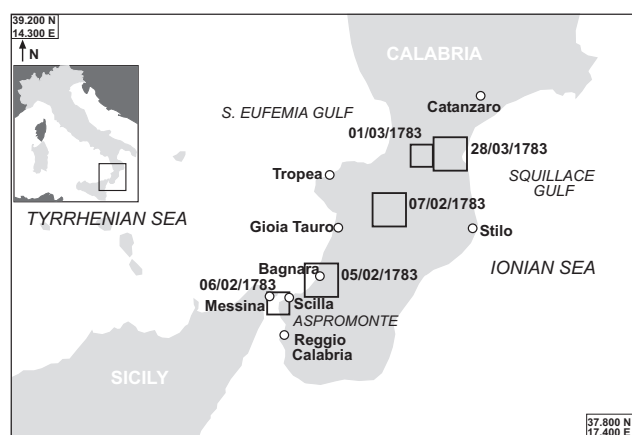 39.200 N
14.300 E
N
CALABRIA
Catanzaro
S. EUFEMIA GULF
01/03/1783
28/03/1783
Tropea
SQUILLACE
GULF
07/02/1783
TYRRHENIAN SEA
Gioia Tauro
Stilo
IONIAN SEA
Bagnara
05/02/1783
06/02/1783
Messina
Scilla
ASPROMONTE
Reggio
Calabria
SICILY
37.800 N
17.400 E